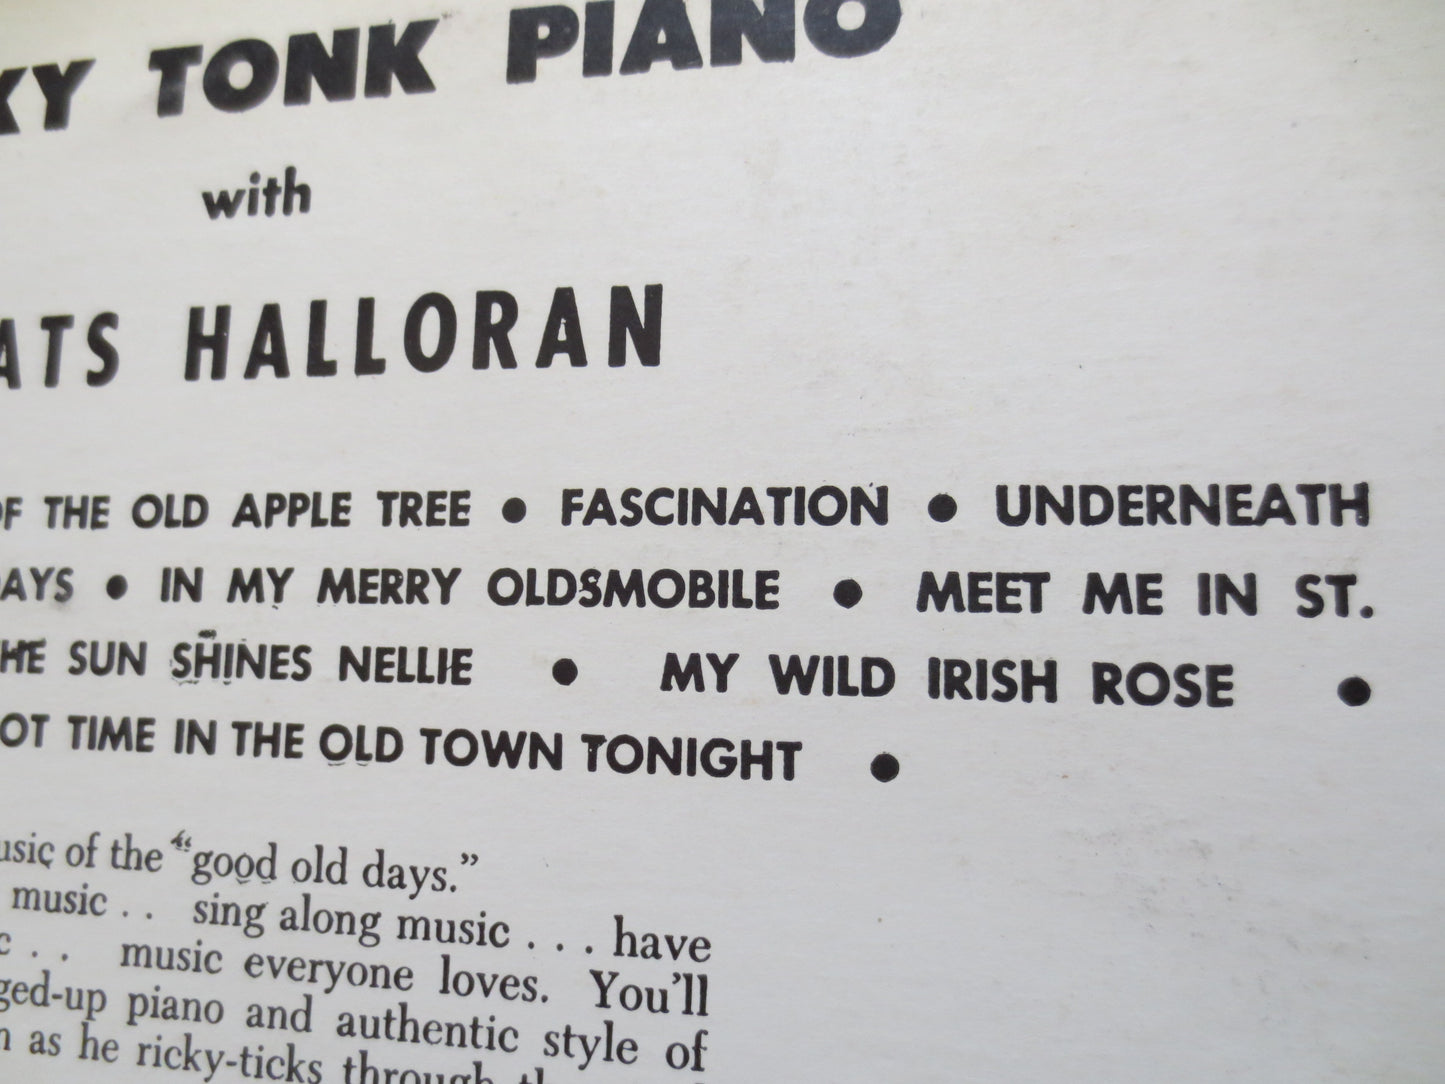 KY TONK PIANO
with
ATS HALLORAN
OF THE OLD APPLE TREE • FASCINATION • UNDERNEATH
DAYS • IN MY MERRY OLDSMOBILE • MEET ME IN ST.
HE SUN SHINES NELLIE • MY WILD IRISH ROSE •
OT TIME IN THE OLD TOWN TONIGHT •
usic of the "good old days."
music . . sing along music . . . have
c . . music everyone loves. You'll
ged-up piano and authentic style of
n as he ricky-ticks through